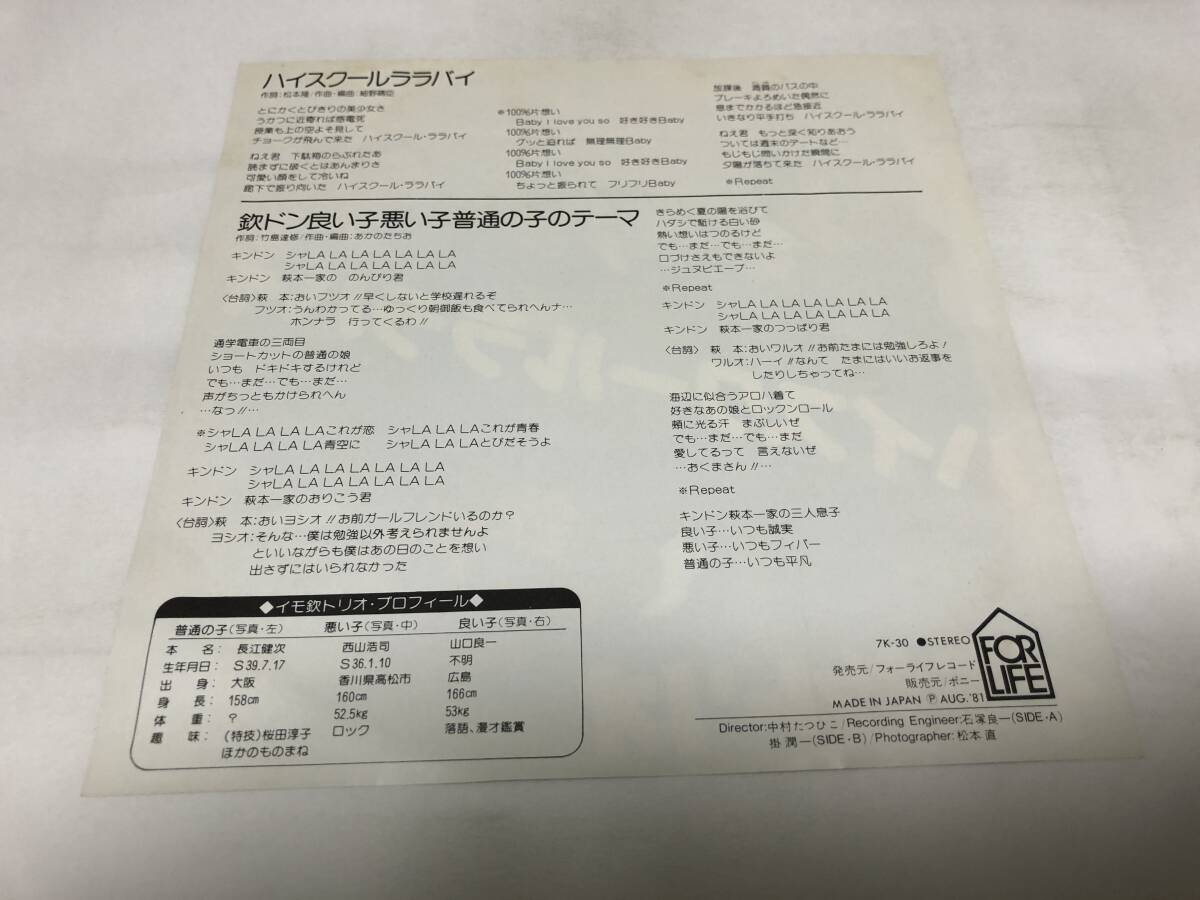 ハイスクールララバイ
作詞：松本隆／作曲・編曲：細野晴臣
とにかくとびきりの美少女さ
うかつに近寄れば感電死
授業も上の空よそ見して
チョークが飛んで来た ハイスクール・ララバイ
ねえ君 下駄箱のらぶれたあ
読まずに破くとはあんまりさ
可愛い顔をして冷いね
廊下で振り向いた ハイスクール・ララバイ
※100%片想い
Baby I love you so 好き好きBaby
100%片想い
グッと迫れば 無理無理Baby
100%片想い
Baby I love you so 好き好きBaby
100%片想い
ちょっと振られて フリフリBaby
放課後 満員のバスの中
ブレーキよろめいた偶然に
息までかかるほど急接近
いきなり平手打ち ハイスクール・ララバイ
ねえ君 もっと深く知りあおう
ついては週末のデートなど…
もじもじ問いかけた瞬間に
夕陽が落ちて来た ハイスクール・ララバイ
※Repeat
欽ドン良い子悪い子普通の子のテーマ
作詞：竹島達修／作曲・編曲：あかのたちお
キンドン シャLA LA LA LA LA LA LA
シャLA LA LA LA LA LA LA
キンドン 萩本一家の のんびり君
〈台詞〉萩 本：おいフツオ!!早くしないと学校遅れるぞ
フツオ：うんわかってる…ゆっくり朝御飯も食べてられへんナ…
ホンナラ 行ってくるわ!!
通学電車の三両目
ショートカットの普通の娘
いつも ドキドキするけれど
でも…まだ…でも…まだ…
声がちっともかけられへん
…なっ!!…
※シャLA LA LA LAこれが恋 シャLA LA LAこれが青春
シャLA LA LA LA青空に シャLA LA LAとびだそうよ
キンドン シャLA LA LA LA LA LA LA
シャLA LA LA LA LA LA LA
キンドン 萩本一家のおりこう君
〈台詞〉萩 本：おいヨシオ!!お前ガールフレンドいるのか？
ヨシオ：そんな…僕は勉強以外考えられませんよ
といいながらも僕はあの日のことを想い
出さずにはいられなかった
きらめく夏の陽を浴びて
ハダシで駈ける白い砂
熱い想いはつのるけど
でも…まだ…でも…まだ…
口づけさえもできないよ
…ジュヌビエーブ…
※Repeat
キンドン シャLA LA LA LA LA LA LA
シャLA LA LA LA LA LA LA
キンドン 萩本一家のつっぱり君
〈台詞〉 萩 本：おいワルオ!!お前たまには勉強しろよ！
ワルオ：ハーイ!!なんて たまにはいいお返事を
したりしちゃってね…
海辺に似合うアロハ着て
好きなあの娘とロックンロール
頬に光る汗 まぶしいぜ
でも…まだ…でも…まだ
愛してるって 言えないぜ
…おくまさん!!…
※Repeat
キンドン萩本一家の三人息子
良い子…いつも誠実
悪い子…いつもフィバー
普通の子…いつも平凡
◆イモ欽トリオ・プロフィール◆
普通の子(写真・左) 悪い子(写真・中) 良い子(写真・右)
本名： 長江健次 西山浩司 山口良一
生年月日： S39.7.17 S36.1.10 不明
出身： 大阪 香川県高松市 広島
身長： 158cm 160cm 166cm
体重： ？ 52.5kg 53kg
趣味： (特技)桜田淳子 ロック 落語、漫才鑑賞
ほかのものまね
7K-30 ●STEREO
発売元／フォーライフレコード
販売元／ポニー
MADE IN JAPAN Ⓟ AUG.'81
FOR LIFE
Director:中村たつひこ/Recording Engineer:石塚良一(SIDE・A)
掛 潤一(SIDE・B)/Photographer:松本 直